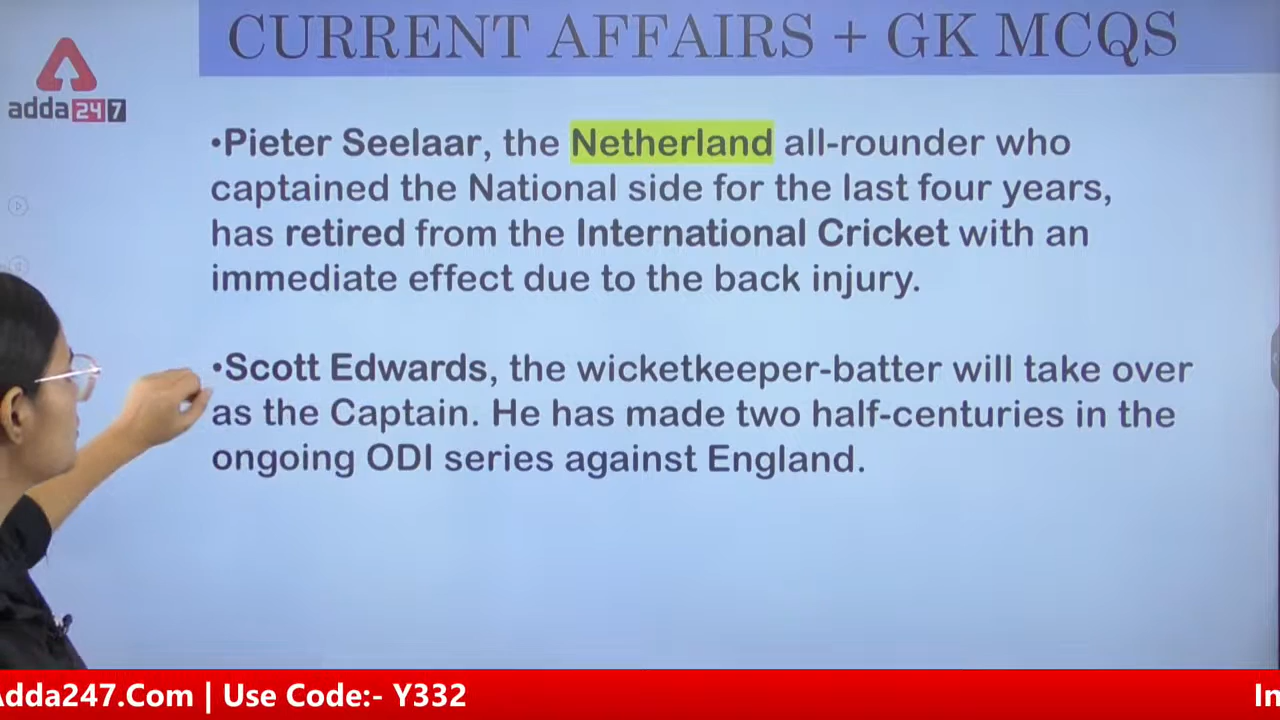 CURRENT AFFAIRS + GK MCQS
adda247
•Pieter Seelaar, the Netherland all-rounder who
captained the National side for the last four years,
has retired from the International Cricket with an
immediate effect due to the back injury.
•Scott Edwards, the wicketkeeper-batter will take over
as the Captain. He has made two half-centuries in the
ongoing ODI series against England.
Adda247.Com | Use Code:- Y332
In